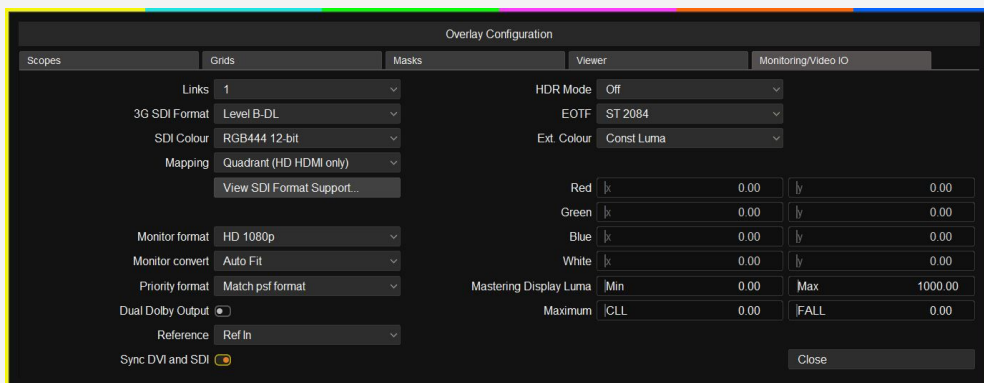 Overlay Configuration
Scopes Grids Masks Viewer Monitoring/Video IO
Links 1 HDR Mode Off
3G SDI Format Level B-DL EOTF ST 2084
SDI Colour RGB444 12-bit Ext. Colour Const Luma
Mapping Quadrant (HD HDMI only)
View SDI Format Support... Red x 0.00 y 0.00
Green x 0.00 y 0.00
Monitor format HD 1080p Blue x 0.00 y 0.00
Monitor convert Auto Fit White x 0.00 y 0.00
Priority format Match psf format Mastering Display Luma Min 0.00 Max 1000.00
Dual Dolby Output Maximum CLL 0.00 FALL 0.00
Reference Ref In
Sync DVI and SDI Close